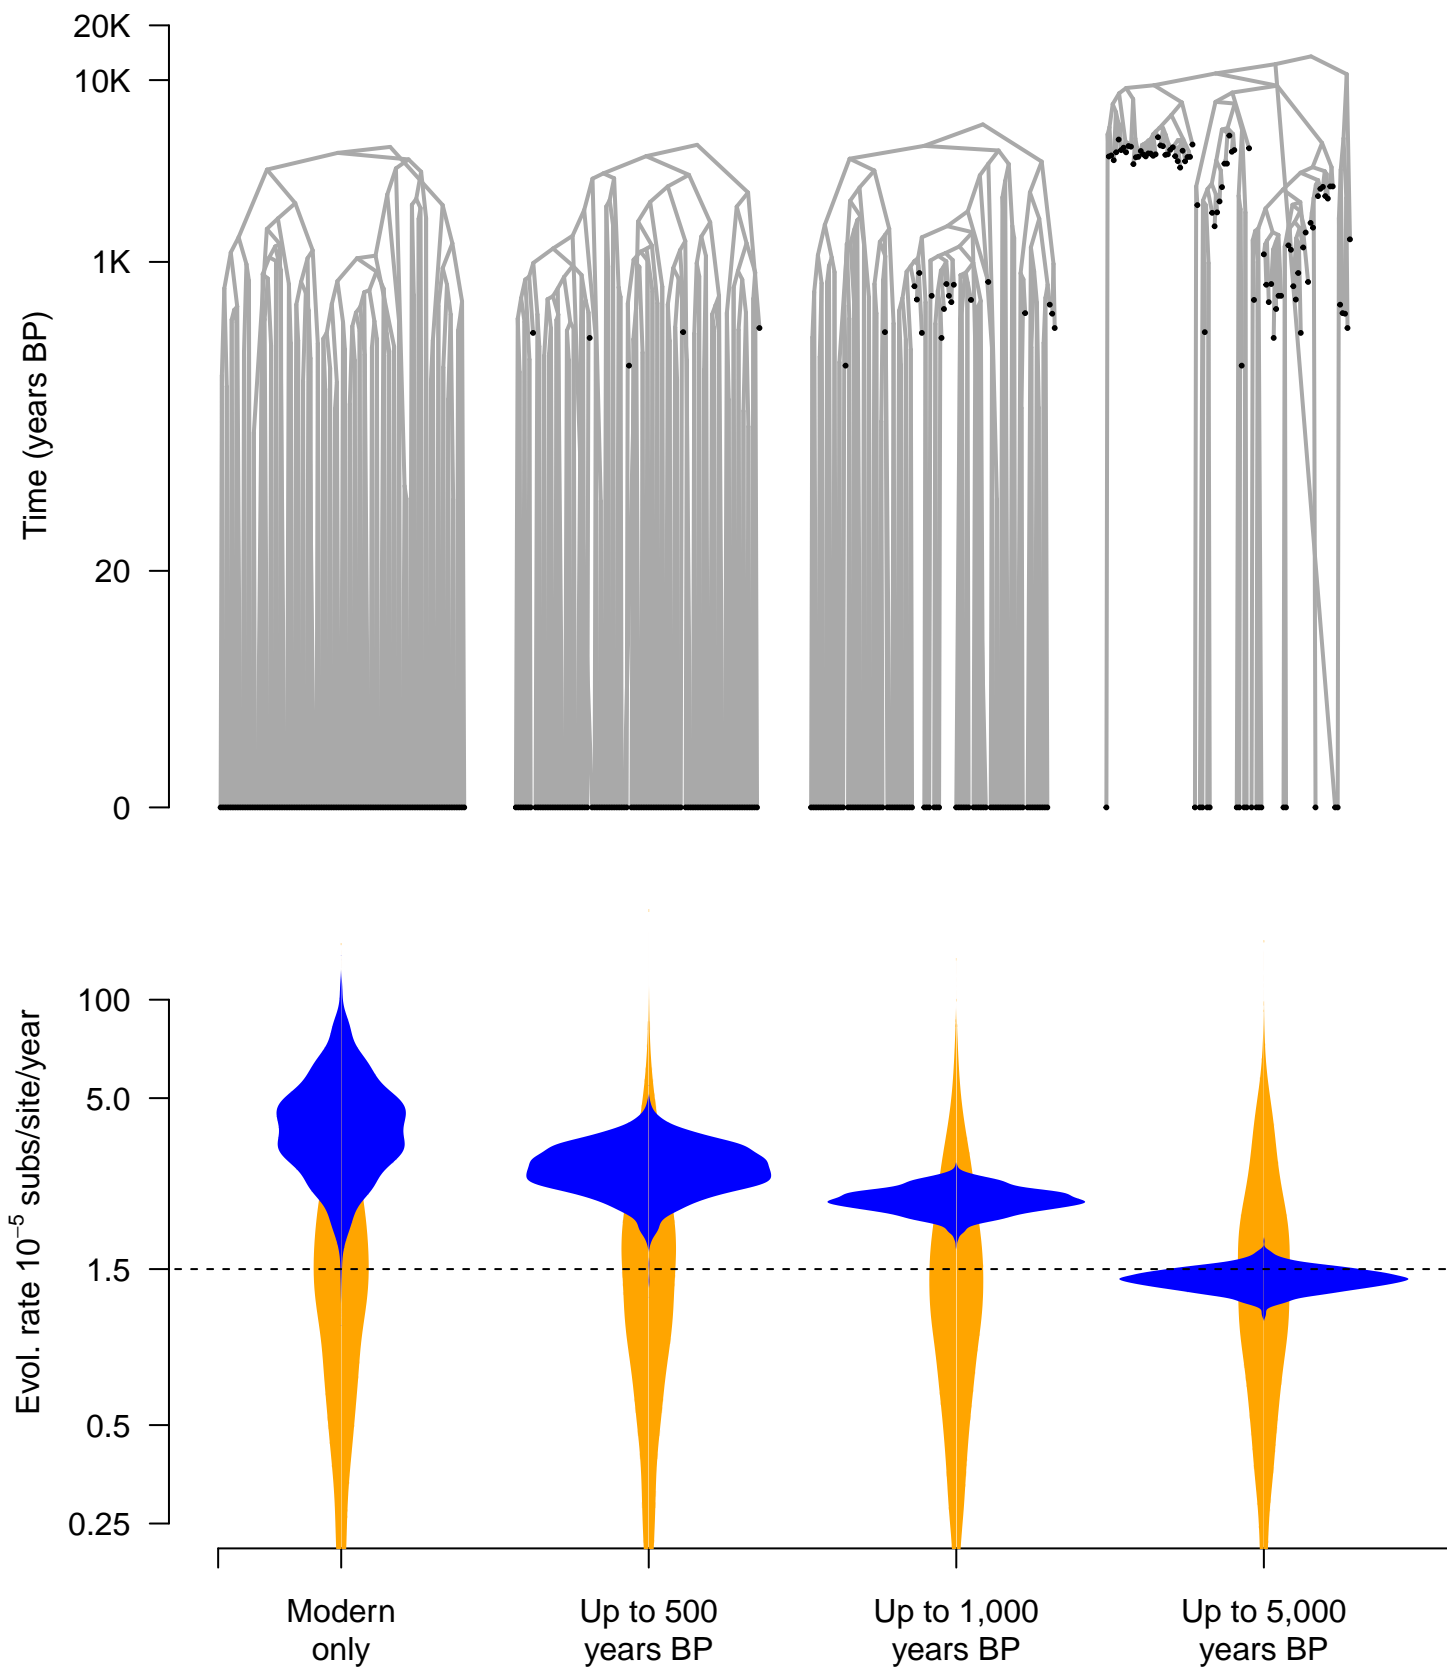 20K
10K
1K
20
0
Time (years BP)
100
5.0
1.5
0.5
0.25
Evol. rate 10⁻⁵ subs/site/year
Modern
only
Up to 500
years BP
Up to 1,000
years BP
Up to 5,000
years BP